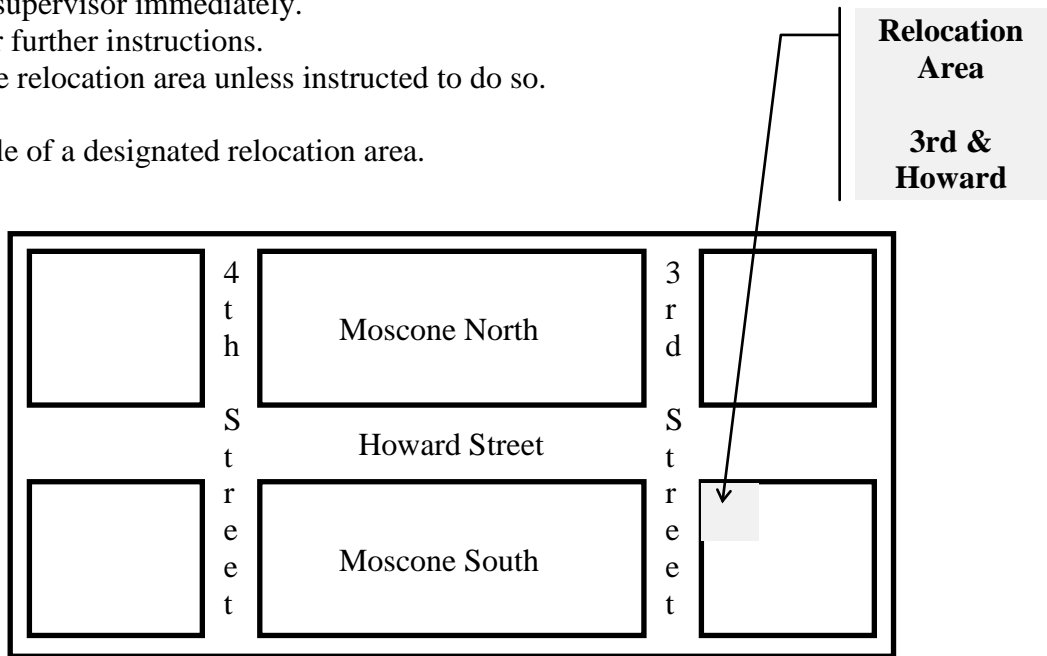 supervisor immediately.
further instructions.
relocation area unless instructed to do so.
of a designated relocation area.
Relocation
Area
3rd &
Howard
4th Street
Moscone North
3rd Street
Howard Street
Moscone South